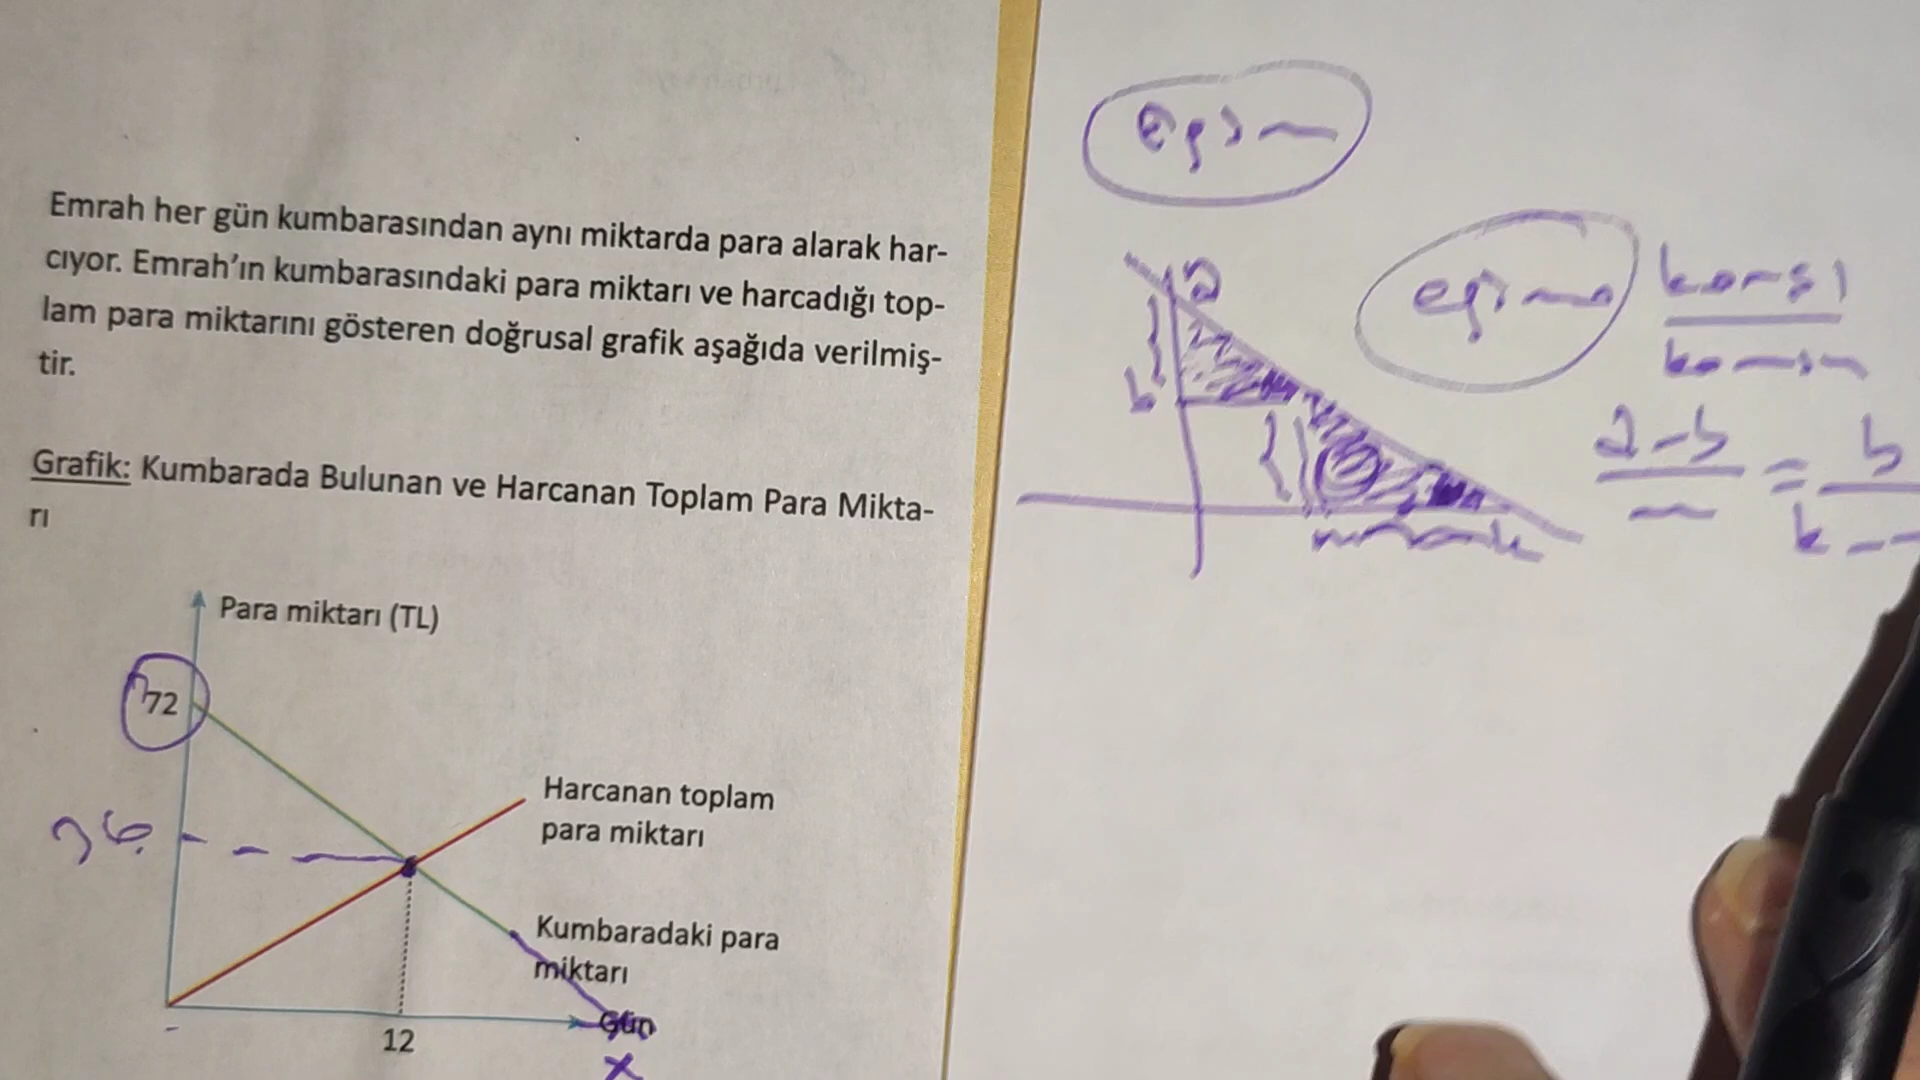 Emrah her gün kumbarasından aynı miktarda para alarak har-
cıyor. Emrah'ın kumbarasındaki para miktarı ve harcadığı top-
lam para miktarını gösteren doğrusal grafik aşağıda verilmiş-
tir.
Grafik: Kumbarada Bulunan ve Harcanan Toplam Para Mikta-
rı
Para miktarı (TL)
72
36
Harcanan toplam
para miktarı
Kumbaradaki para
miktarı
Gün
12
x
eğim
a
b
eğim
karşı
a-b
=
b